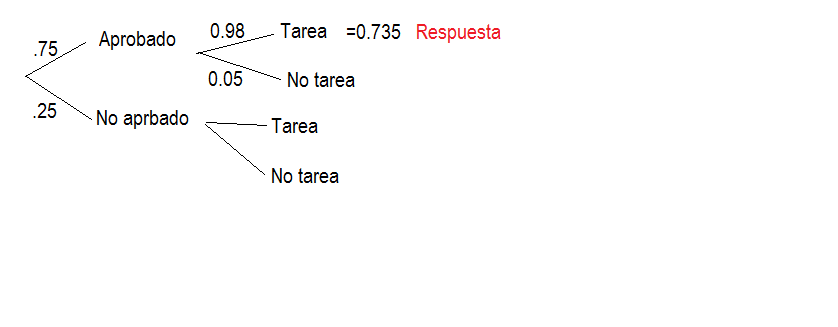 .75 Aprobado 0.98 Tarea =0.735 Respuesta
0.05 No tarea
.25 No aprbado Tarea
No tarea